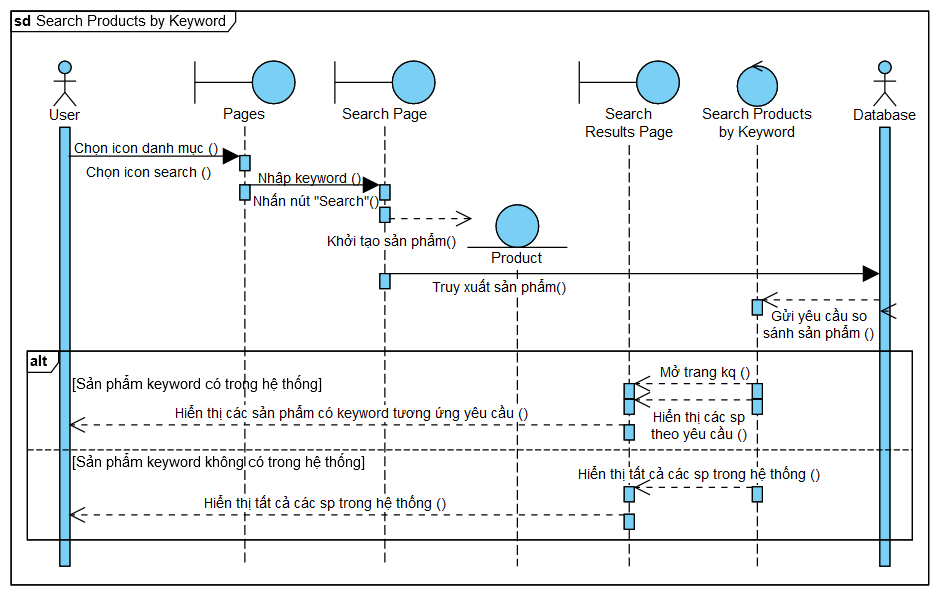 sd Search Products by Keyword
User
Pages
Search Page
Search
Results Page
Search Products
by Keyword
Database
Chọn icon danh mục ()
Chọn icon search ()
Nhâp keyword ()
Nhấn nút "Search"()
Khởi tạo sản phẩm()
Product
Truy xuất sản phẩm()
Gửi yêu cầu so
sánh sản phẩm ()
alt
[Sản phẩm keyword có trong hệ thống]
Mở trang kq ()
Hiển thị các sản phẩm có keyword tương ứng yêu cầu ()
Hiển thị các sp
theo yêu cầu ()
[Sản phẩm keyword không có trong hệ thống]
Hiển thị tất cả các sp trong hệ thống ()
Hiển thị tất cả các sp trong hệ thống ()